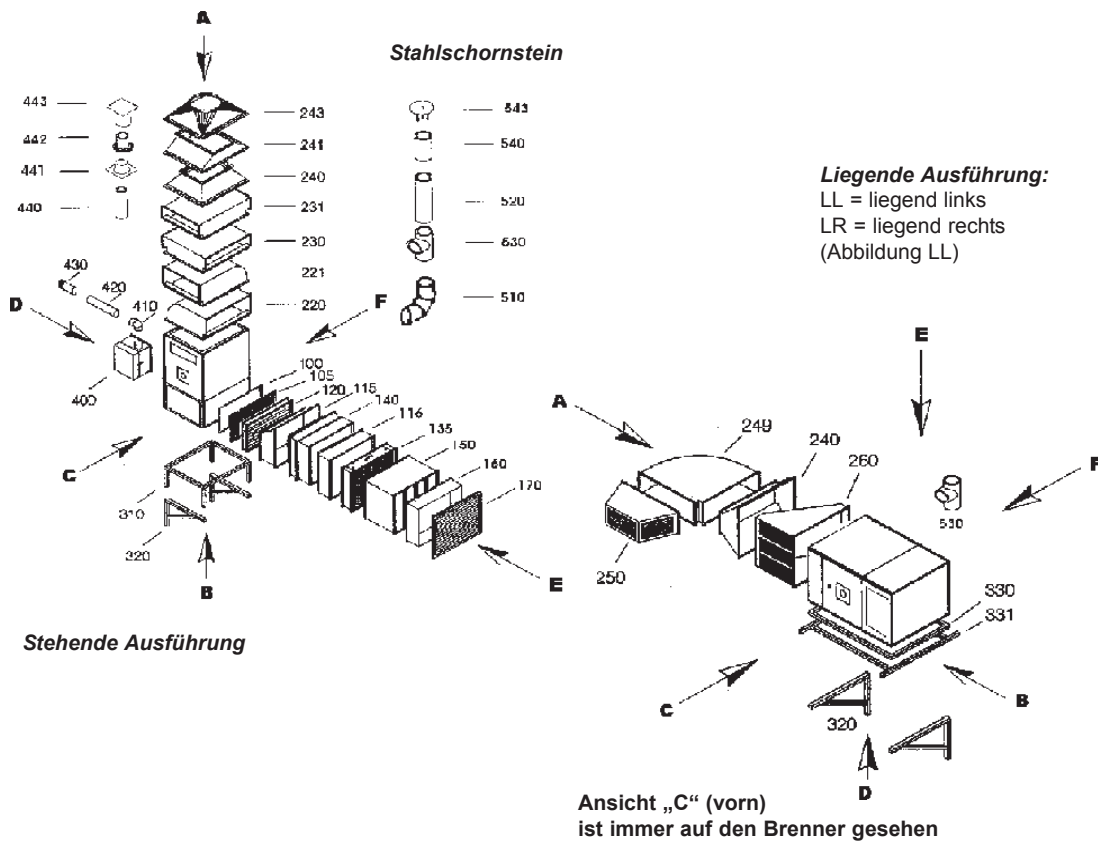 A
Stahlschornstein
443
442
441
440
243
241
240
231
230
221
220
543
540
520
530
510
Liegende Ausführung:
LL = liegend links
LR = liegend rechts
(Abbildung LL)
430
420
410
D
400
F
100
105
120
115
140
116
135
150
160
170
C
310
320
B
E
Stehende Ausführung
E
A
249
240
260
530
F
250
330
331
C
320
B
D
Ansicht „C“ (vorn)
ist immer auf den Brenner gesehen